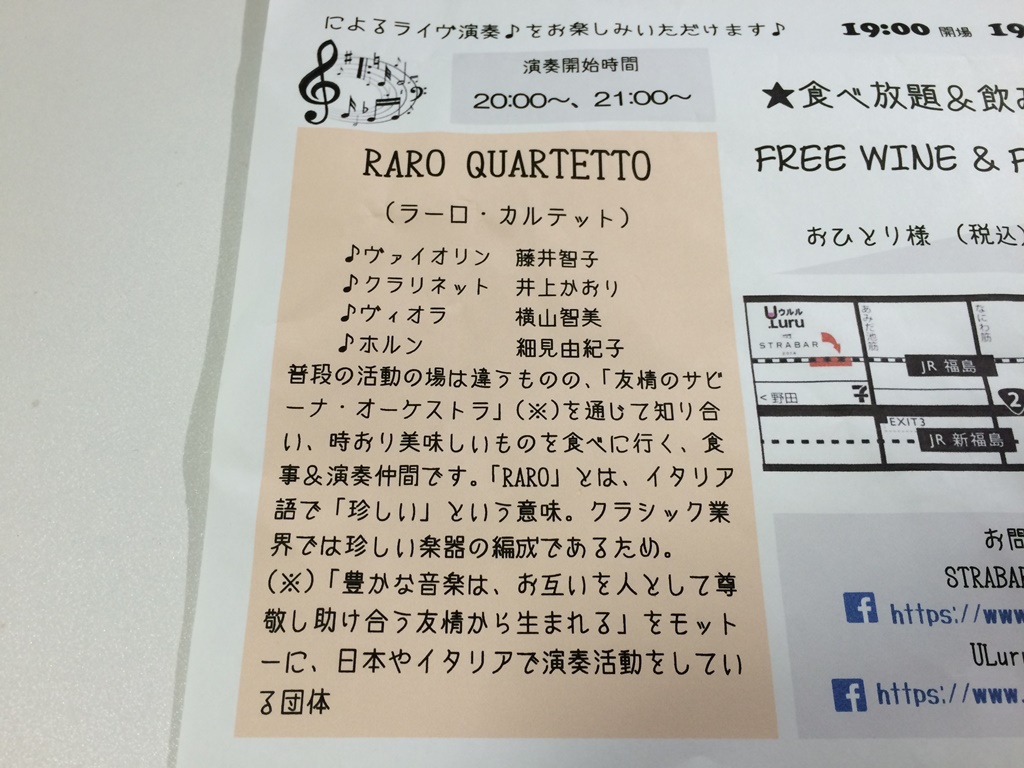 によるライヴ演奏♪をお楽しみいただけます♪
演奏開始時間
20:00〜、21:00〜
RARO QUARTETTO
（ラーロ・カルテット）
♪ヴァイオリン 藤井智子
♪クラリネット 井上かおり
♪ヴィオラ 横山智美
♪ホルン 細見由紀子
普段の活動の場は違うものの、「友情のサビ
ーナ・オーケストラ」（※）を通じて知り合
い、時おり美味しいものを食べに行く、食
事＆演奏仲間です。「RARO」とは、イタリア
語で「珍しい」という意味。クラシック業
界では珍しい楽器の編成であるため。
（※）「豊かな音楽は、お互いを人として尊
敬し助け合う友情から生まれる」をモット
ーに、日本やイタリアで演奏活動をしてい
る団体
19:00 開場 19
★食べ放題＆飲み
FREE WINE & F
おひとり様 （税込）
ウルル
ULuru
STRABAR
あみだ池筋
なにわ筋
JR 福島
< 野田
7
2
EXIT3
JR 新福島
お問
STRABAR
f https://www
ULuru
f https://www.